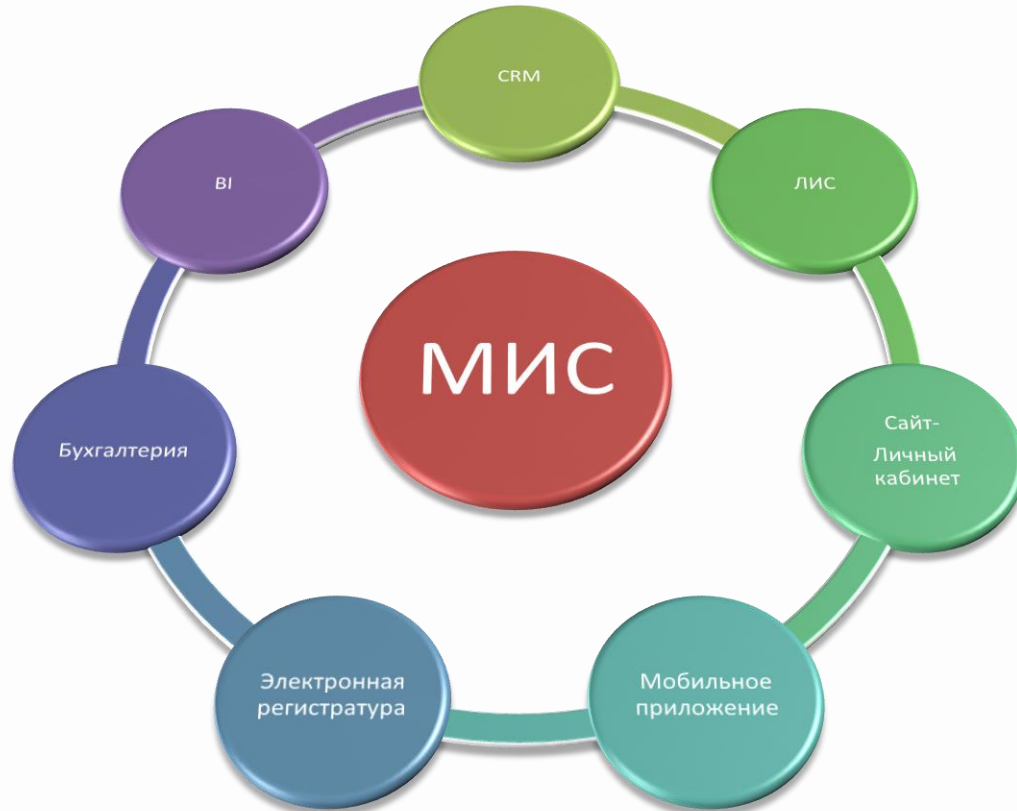 CRM
BI
ЛИС
МИС
Бухгалтерия
Сайт-
Личный
кабинет
Электронная
регистратура
Мобильное
приложение